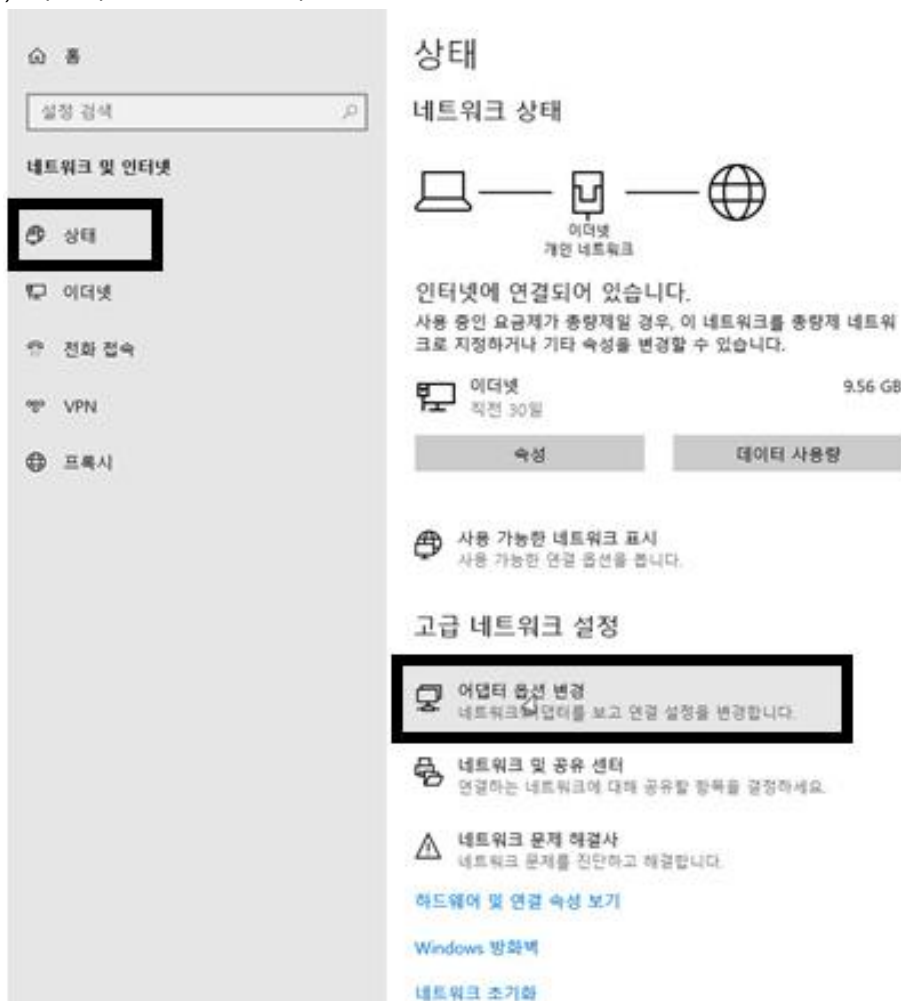 홈
설정 검색
네트워크 및 인터넷
상태
이더넷
전화 접속
VPN
프록시
상태
네트워크 상태
이더넷
개인 네트워크
인터넷에 연결되어 있습니다.
사용 중인 요금제가 종량제일 경우, 이 네트워크를 종량제 네트워
크로 지정하거나 기타 속성을 변경할 수 있습니다.
이더넷
9.56 GB
직전 30일
속성
데이터 사용량
사용 가능한 네트워크 표시
사용 가능한 연결 옵션을 봅니다.
고급 네트워크 설정
어댑터 옵션 변경
네트워크 어댑터를 보고 연결 설정을 변경합니다.
네트워크 및 공유 센터
연결하는 네트워크에 대해 공유할 항목을 결정하세요.
네트워크 문제 해결사
네트워크 문제를 진단하고 해결합니다.
하드웨어 및 연결 속성 보기
Windows 방화벽
네트워크 초기화